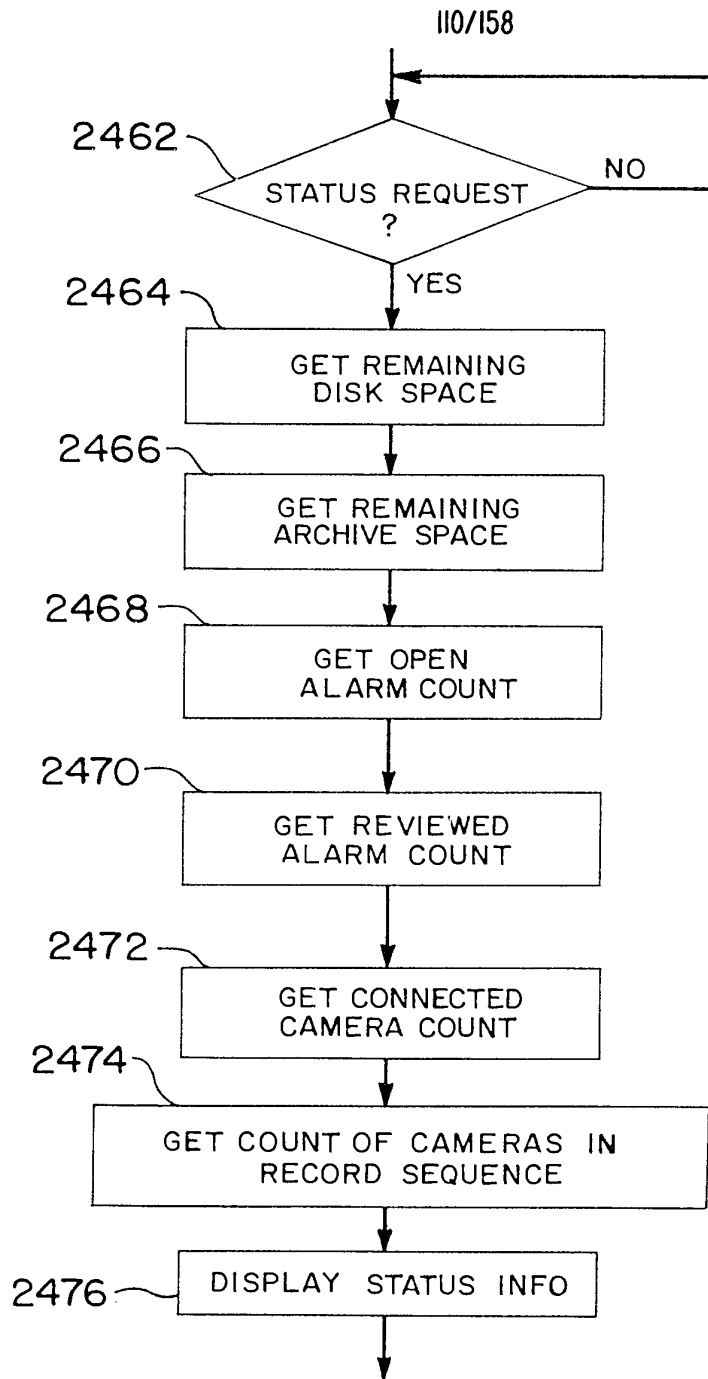 110/158
2462
STATUS REQUEST
?
NO
YES
2464
GET REMAINING
DISK SPACE
2466
GET REMAINING
ARCHIVE SPACE
2468
GET OPEN
ALARM COUNT
2470
GET REVIEWED
ALARM COUNT
2472
GET CONNECTED
CAMERA COUNT
2474
GET COUNT OF CAMERAS IN
RECORD SEQUENCE
2476
DISPLAY STATUS INFO